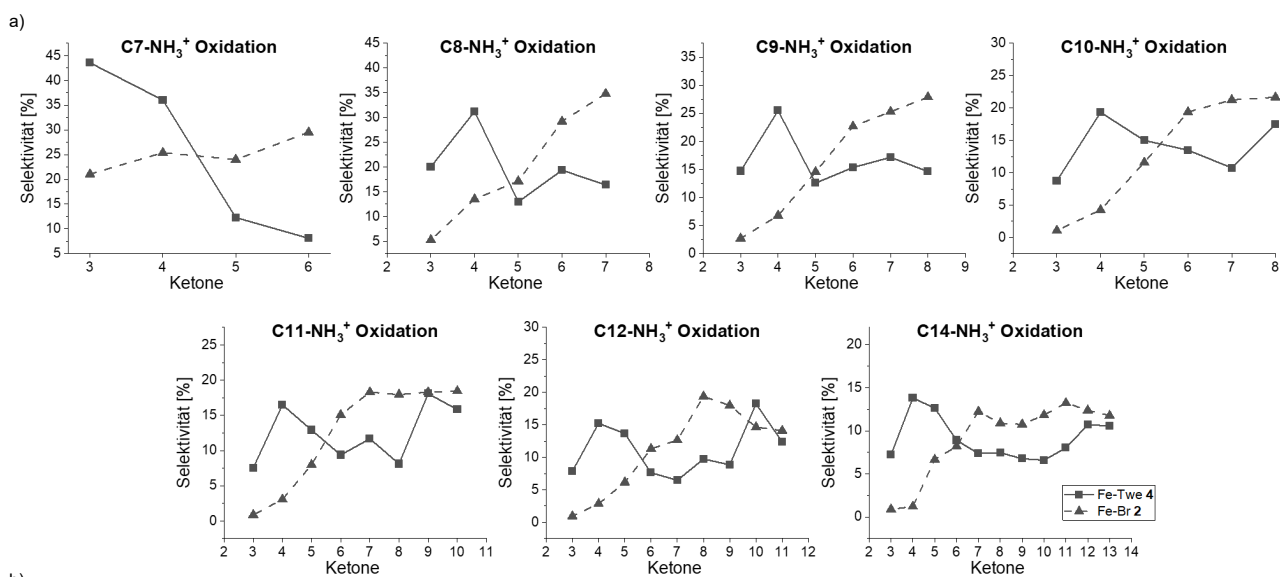 a)
C7-NH₃⁺ Oxidation
Selektivität [%]
45
40
35
30
25
20
15
10
5
3 4 5 6
Ketone
C8-NH₃⁺ Oxidation
Selektivität [%]
45
40
35
30
25
20
15
10
5
2 3 4 5 6 7 8
Ketone
C9-NH₃⁺ Oxidation
Selektivität [%]
35
30
25
20
15
10
5
0
2 3 4 5 6 7 8 9
Ketone
C10-NH₃⁺ Oxidation
Selektivität [%]
30
25
20
15
10
5
0
2 3 4 5 6 7 8
Ketone
C11-NH₃⁺ Oxidation
Selektivität [%]
25
20
15
10
5
0
2 3 4 5 6 7 8 9 10 11
Ketone
C12-NH₃⁺ Oxidation
Selektivität [%]
30
25
20
15
10
5
0
2 3 4 5 6 7 8 9 10 11 12
Ketone
C14-NH₃⁺ Oxidation
Selektivität [%]
20
15
10
5
0
2 3 4 5 6 7 8 9 10 11 12 13 14
Ketone
Fe-Twe 4
Fe-Br 2